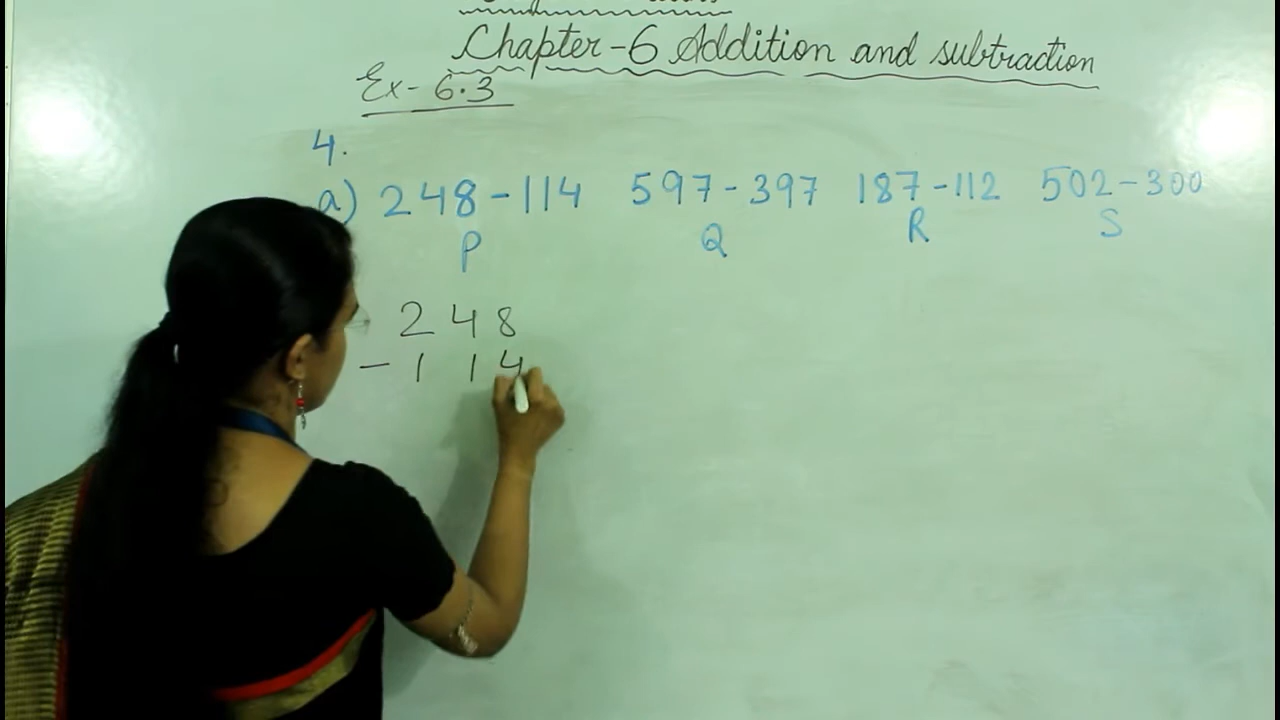 Chapter-6 Addition and subtraction
Ex- 6.3
4.
a) 248-114 597-397 187-112 502-300
P Q R S
248
-114